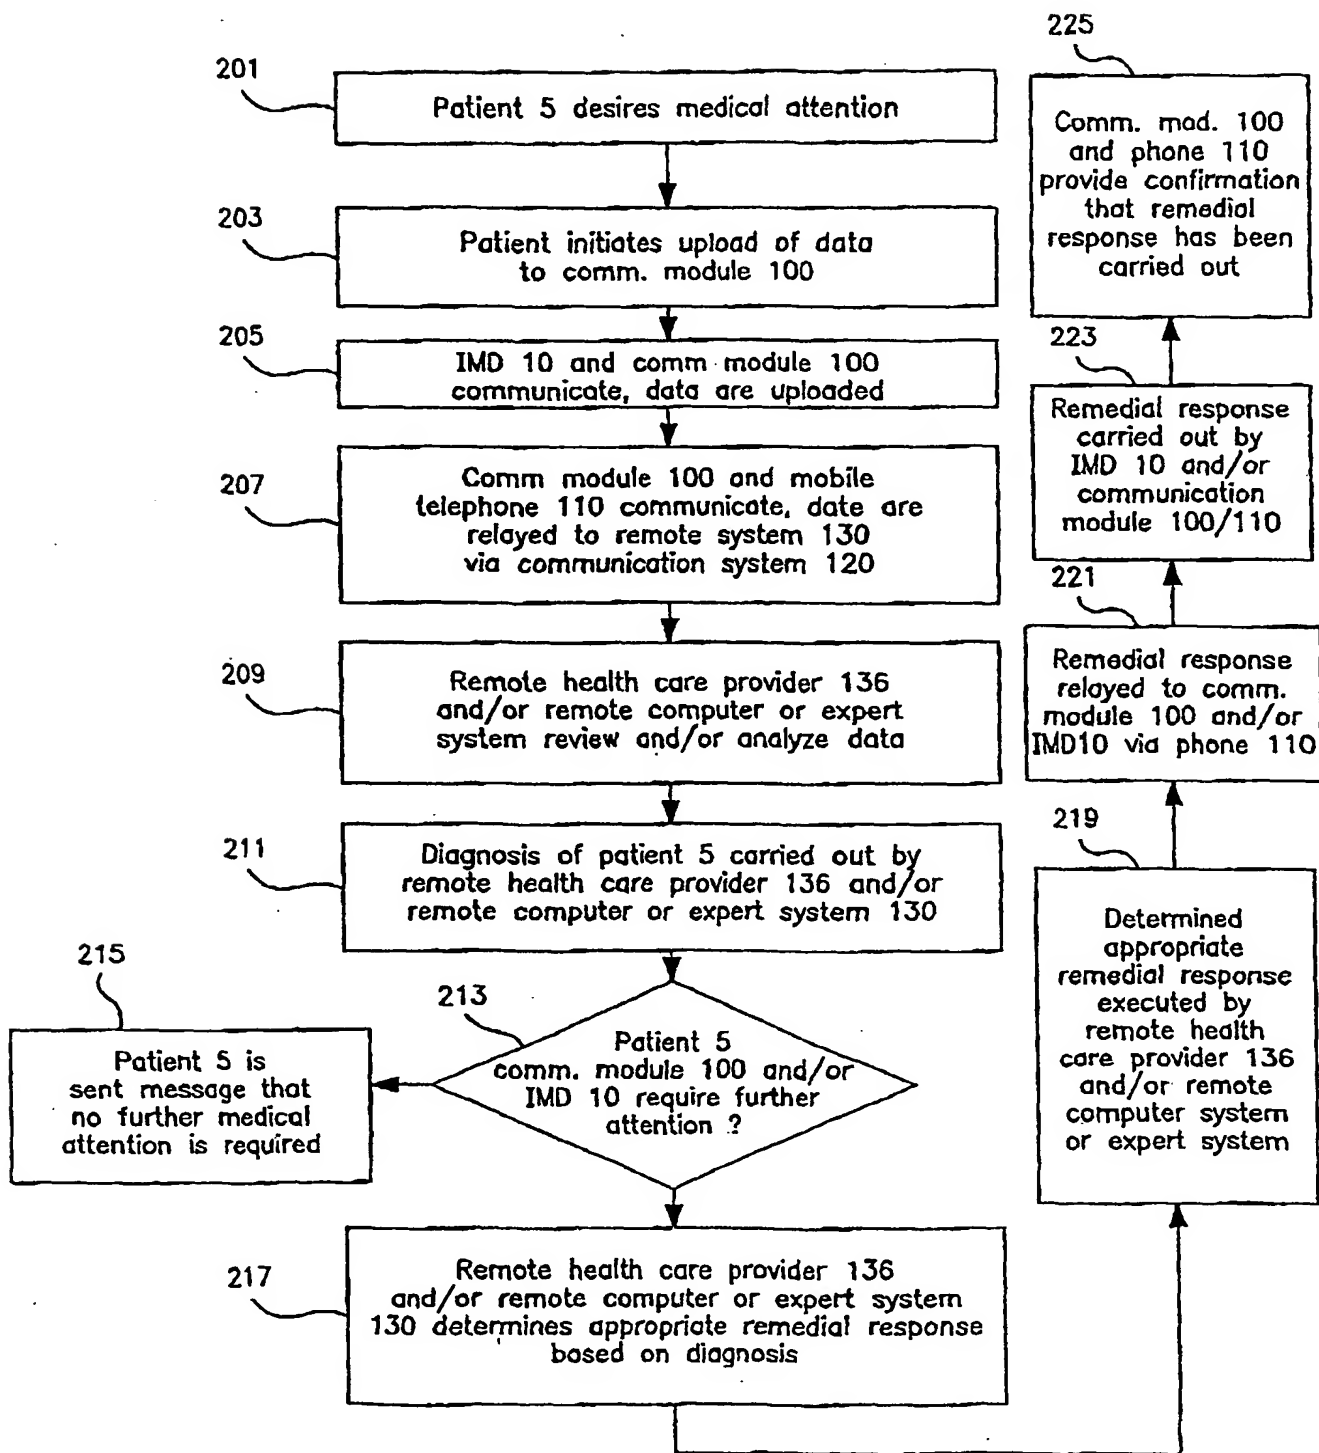 201
Patient 5 desires medical attention
203
Patient initiates upload of data
to comm. module 100
205
IMD 10 and comm module 100
communicate, data are uploaded
207
Comm module 100 and mobile
telephone 110 communicate, date are
relayed to remote system 130
via communication system 120
209
Remote health care provider 136
and/or remote computer or expert
system review and/or analyze data
211
Diagnosis of patient 5 carried out by
remote health care provider 136 and/or
remote computer or expert system 130
213
Patient 5
comm. module 100 and/or
IMD 10 require further
attention ?
215
Patient 5 is
sent message that
no further medical
attention is required
217
Remote health care provider 136
and/or remote computer or expert system
130 determines appropriate remedial response
based on diagnosis
219
Determined
appropriate
remedial response
executed by
remote health
care provider 136
and/or remote
computer system
or expert system
221
Remedial response
relayed to comm.
module 100 and/or
IMD10 via phone 110
223
Remedial response
carried out by
IMD 10 and/or
communication
module 100/110
225
Comm. mod. 100
and phone 110
provide confirmation
that remedial
response has been
carried out